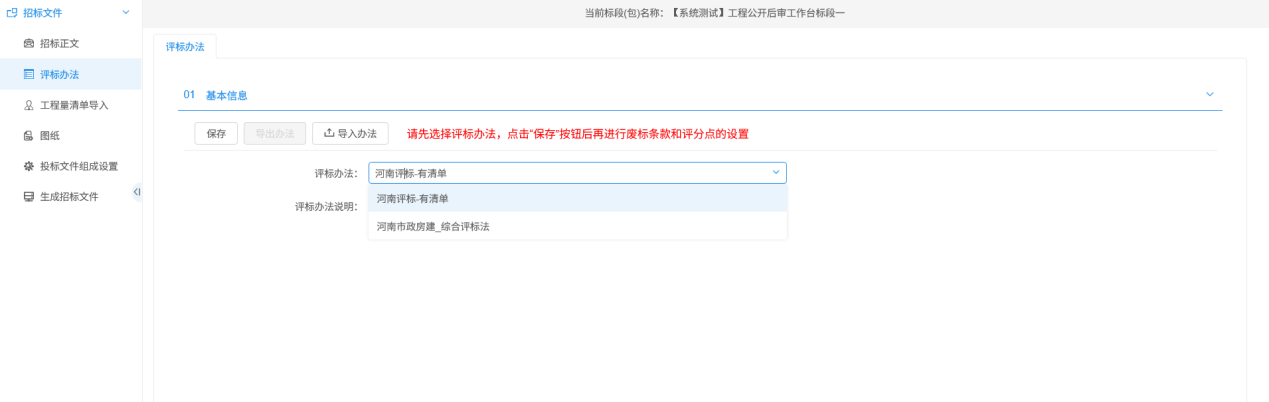 招标文件
当前标段(包)名称：【系统测试】工程公开后审工作台标段一
招标正文
评标办法
工程量清单导入
图纸
投标文件组成设置
生成招标文件
评标办法
01 基本信息
保存 导出办法 导入办法 请先选择评标办法，点击"保存"按钮后再进行废标条款和评分点的设置
评标办法： 河南评标-有清单
评标办法说明：
河南评标-有清单
河南市政房建_综合评标法